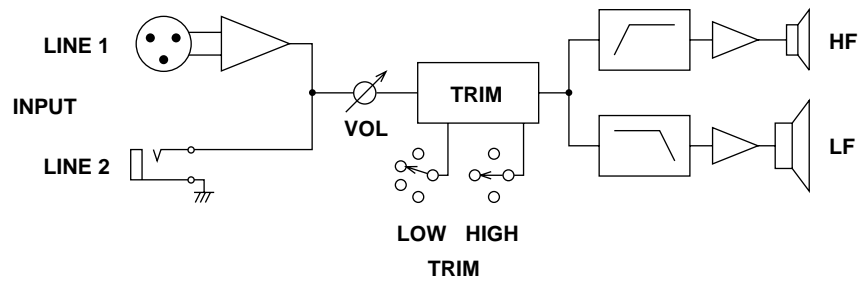 LINE 1
HF
TRIM
INPUT
VOL
LINE 2
LF
LOW HIGH
TRIM